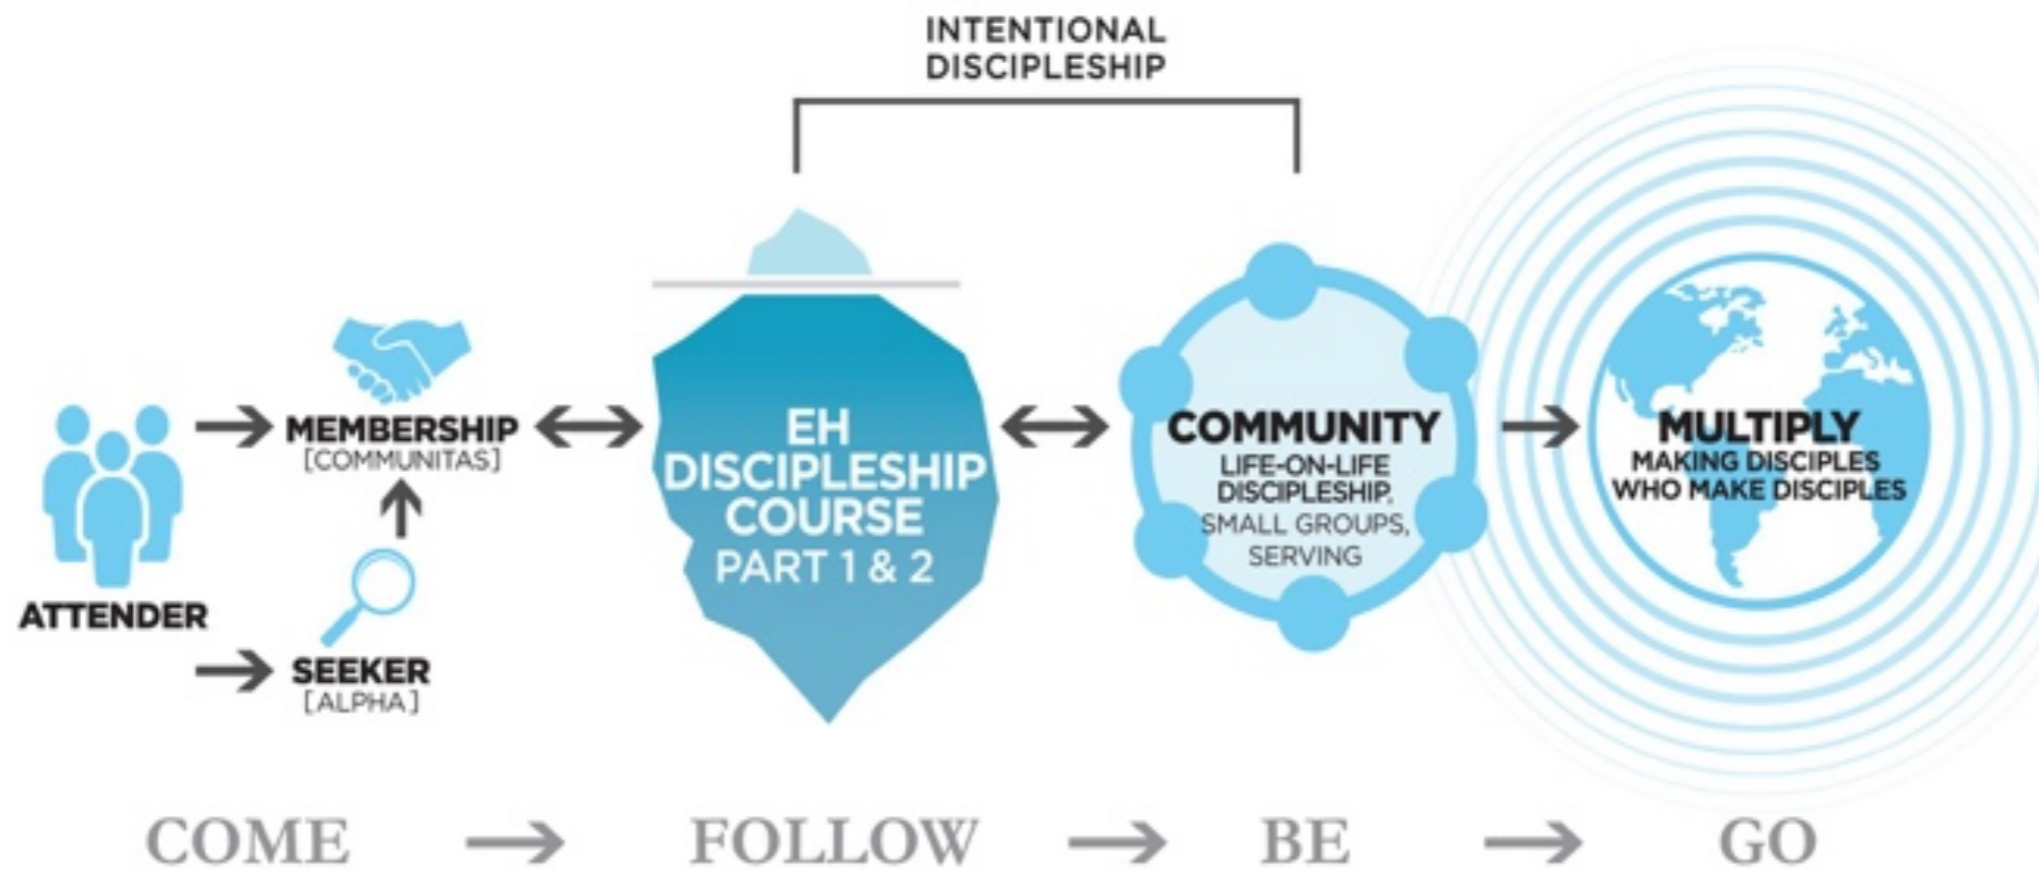 INTENTIONAL
DISCIPLESHIP
ATTENDER
MEMBERSHIP
[COMMUNITAS]
SEEKER
[ALPHA]
EH
DISCIPLESHIP
COURSE
PART 1 & 2
COMMUNITY
LIFE-ON-LIFE
DISCIPLESHIP,
SMALL GROUPS,
SERVING
MULTIPLY
MAKING DISCIPLES
WHO MAKE DISCIPLES
COME → FOLLOW → BE → GO